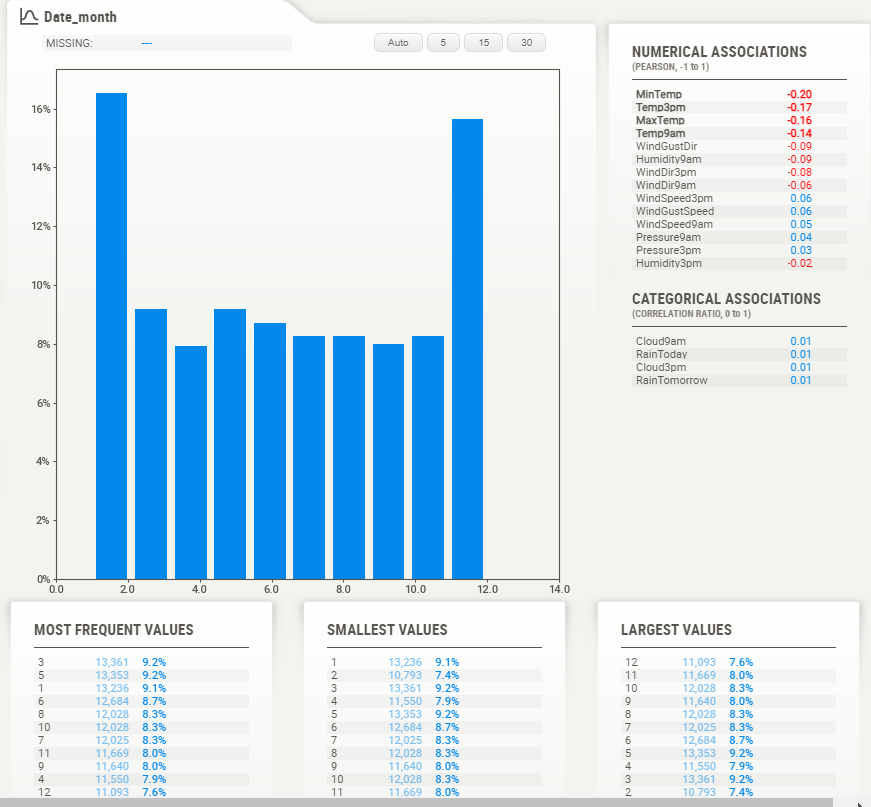 Date_month
MISSING: ---
Auto 5 15 30
16%
14%
12%
10%
8%
6%
4%
2%
0%
0.0 2.0 4.0 6.0 8.0 10.0 12.0 14.0
NUMERICAL ASSOCIATIONS
(PEARSON, -1 to 1)
MinTemp -0.20
Temp3pm -0.17
MaxTemp -0.16
Temp9am -0.14
WindGustDir -0.09
Humidity9am -0.09
WindDir3pm -0.08
WindDir9am -0.06
WindSpeed3pm 0.06
WindGustSpeed 0.06
WindSpeed9am 0.05
Pressure9am 0.04
Pressure3pm 0.03
Humidity3pm -0.02
CATEGORICAL ASSOCIATIONS
(CORRELATION RATIO, 0 to 1)
Cloud9am 0.01
RainToday 0.01
Cloud3pm 0.01
RainTomorrow 0.01
MOST FREQUENT VALUES
3 13,361 9.2%
5 13,353 9.2%
1 13,236 9.1%
6 12,684 8.7%
8 12,028 8.3%
10 12,028 8.3%
7 12,025 8.3%
11 11,669 8.0%
9 11,640 8.0%
4 11,550 7.9%
12 11,093 7.6%
SMALLEST VALUES
1 13,236 9.1%
2 10,793 7.4%
3 13,361 9.2%
4 11,550 7.9%
5 13,353 9.2%
6 12,684 8.7%
7 12,025 8.3%
8 12,028 8.3%
9 11,640 8.0%
10 12,028 8.3%
11 11,669 8.0%
LARGEST VALUES
12 11,093 7.6%
11 11,669 8.0%
10 12,028 8.3%
9 11,640 8.0%
8 12,028 8.3%
7 12,025 8.3%
6 12,684 8.7%
5 13,353 9.2%
4 11,550 7.9%
3 13,361 9.2%
2 10,793 7.4%